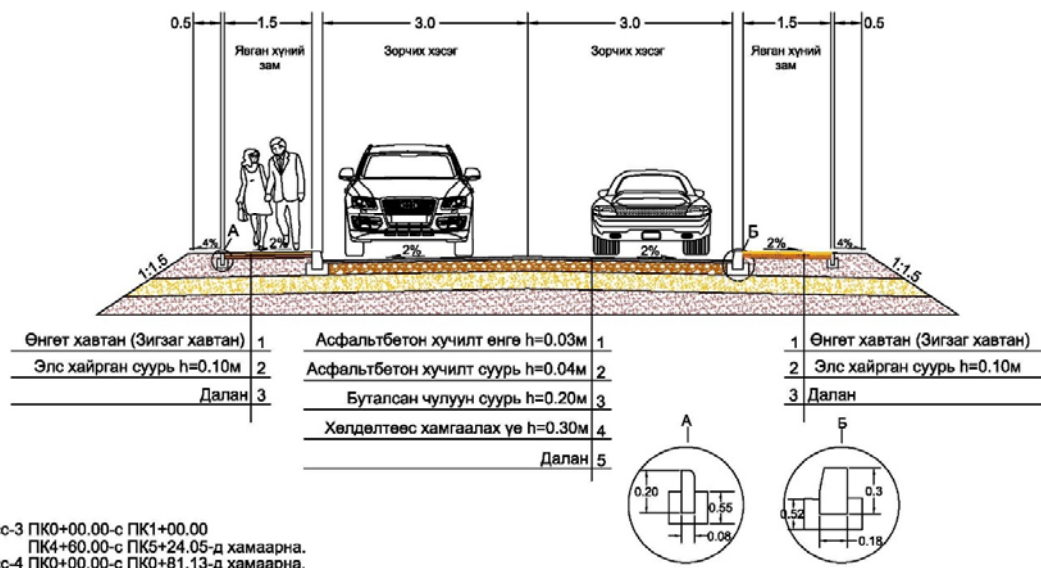 0.5 1.5 3.0 3.0 1.5 0.5
Явган хүний зам
Зорчих хэсэг
Зорчих хэсэг
Явган хүний зам
4% А 2% 2% 2% Б 2% 4%
1:1.5
1:1.5
Өнгөт хавтан (Зигзаг хавтан) 1
Элс хайрган суурь h=0.10м 2
Далан 3
Асфальтбетон хучилт өнгө h=0.03м 1
Асфальтбетон хучилт суурь h=0.04м 2
Буталсан чулуун суурь h=0.20м 3
Хөлдөлтөөс хамгаалах үе h=0.30м 4
Далан 5
1 Өнгөт хавтан (Зигзаг хавтан)
2 Элс хайрган суурь h=0.10м
3 Далан
А
0.20
0.55
0.08
Б
0.3
0.52
0.18
с-3 ПК0+00.00-с ПК1+00.00
ПК4+60.00-с ПК5+24.05-д хамаарна.
с-4 ПК0+00.00-с ПК0+81.13-д хамаарна.